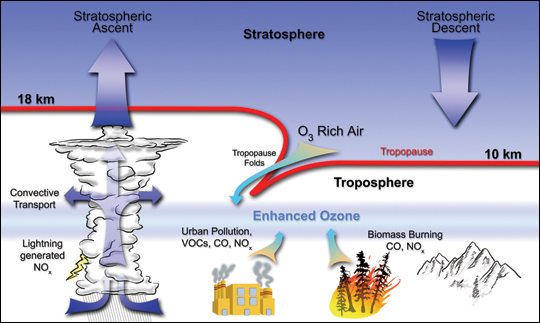 Stratospheric
Ascent
Stratosphere
Stratospheric
Descent
18 km
O₃ Rich Air
Tropopause
Folds
Tropopause
10 km
Troposphere
Convective
Transport
Enhanced Ozone
Urban Pollution,
VOCs, CO, NOₓ
Biomass Burning
CO, NOₓ
Lightning
generated
NOₓ